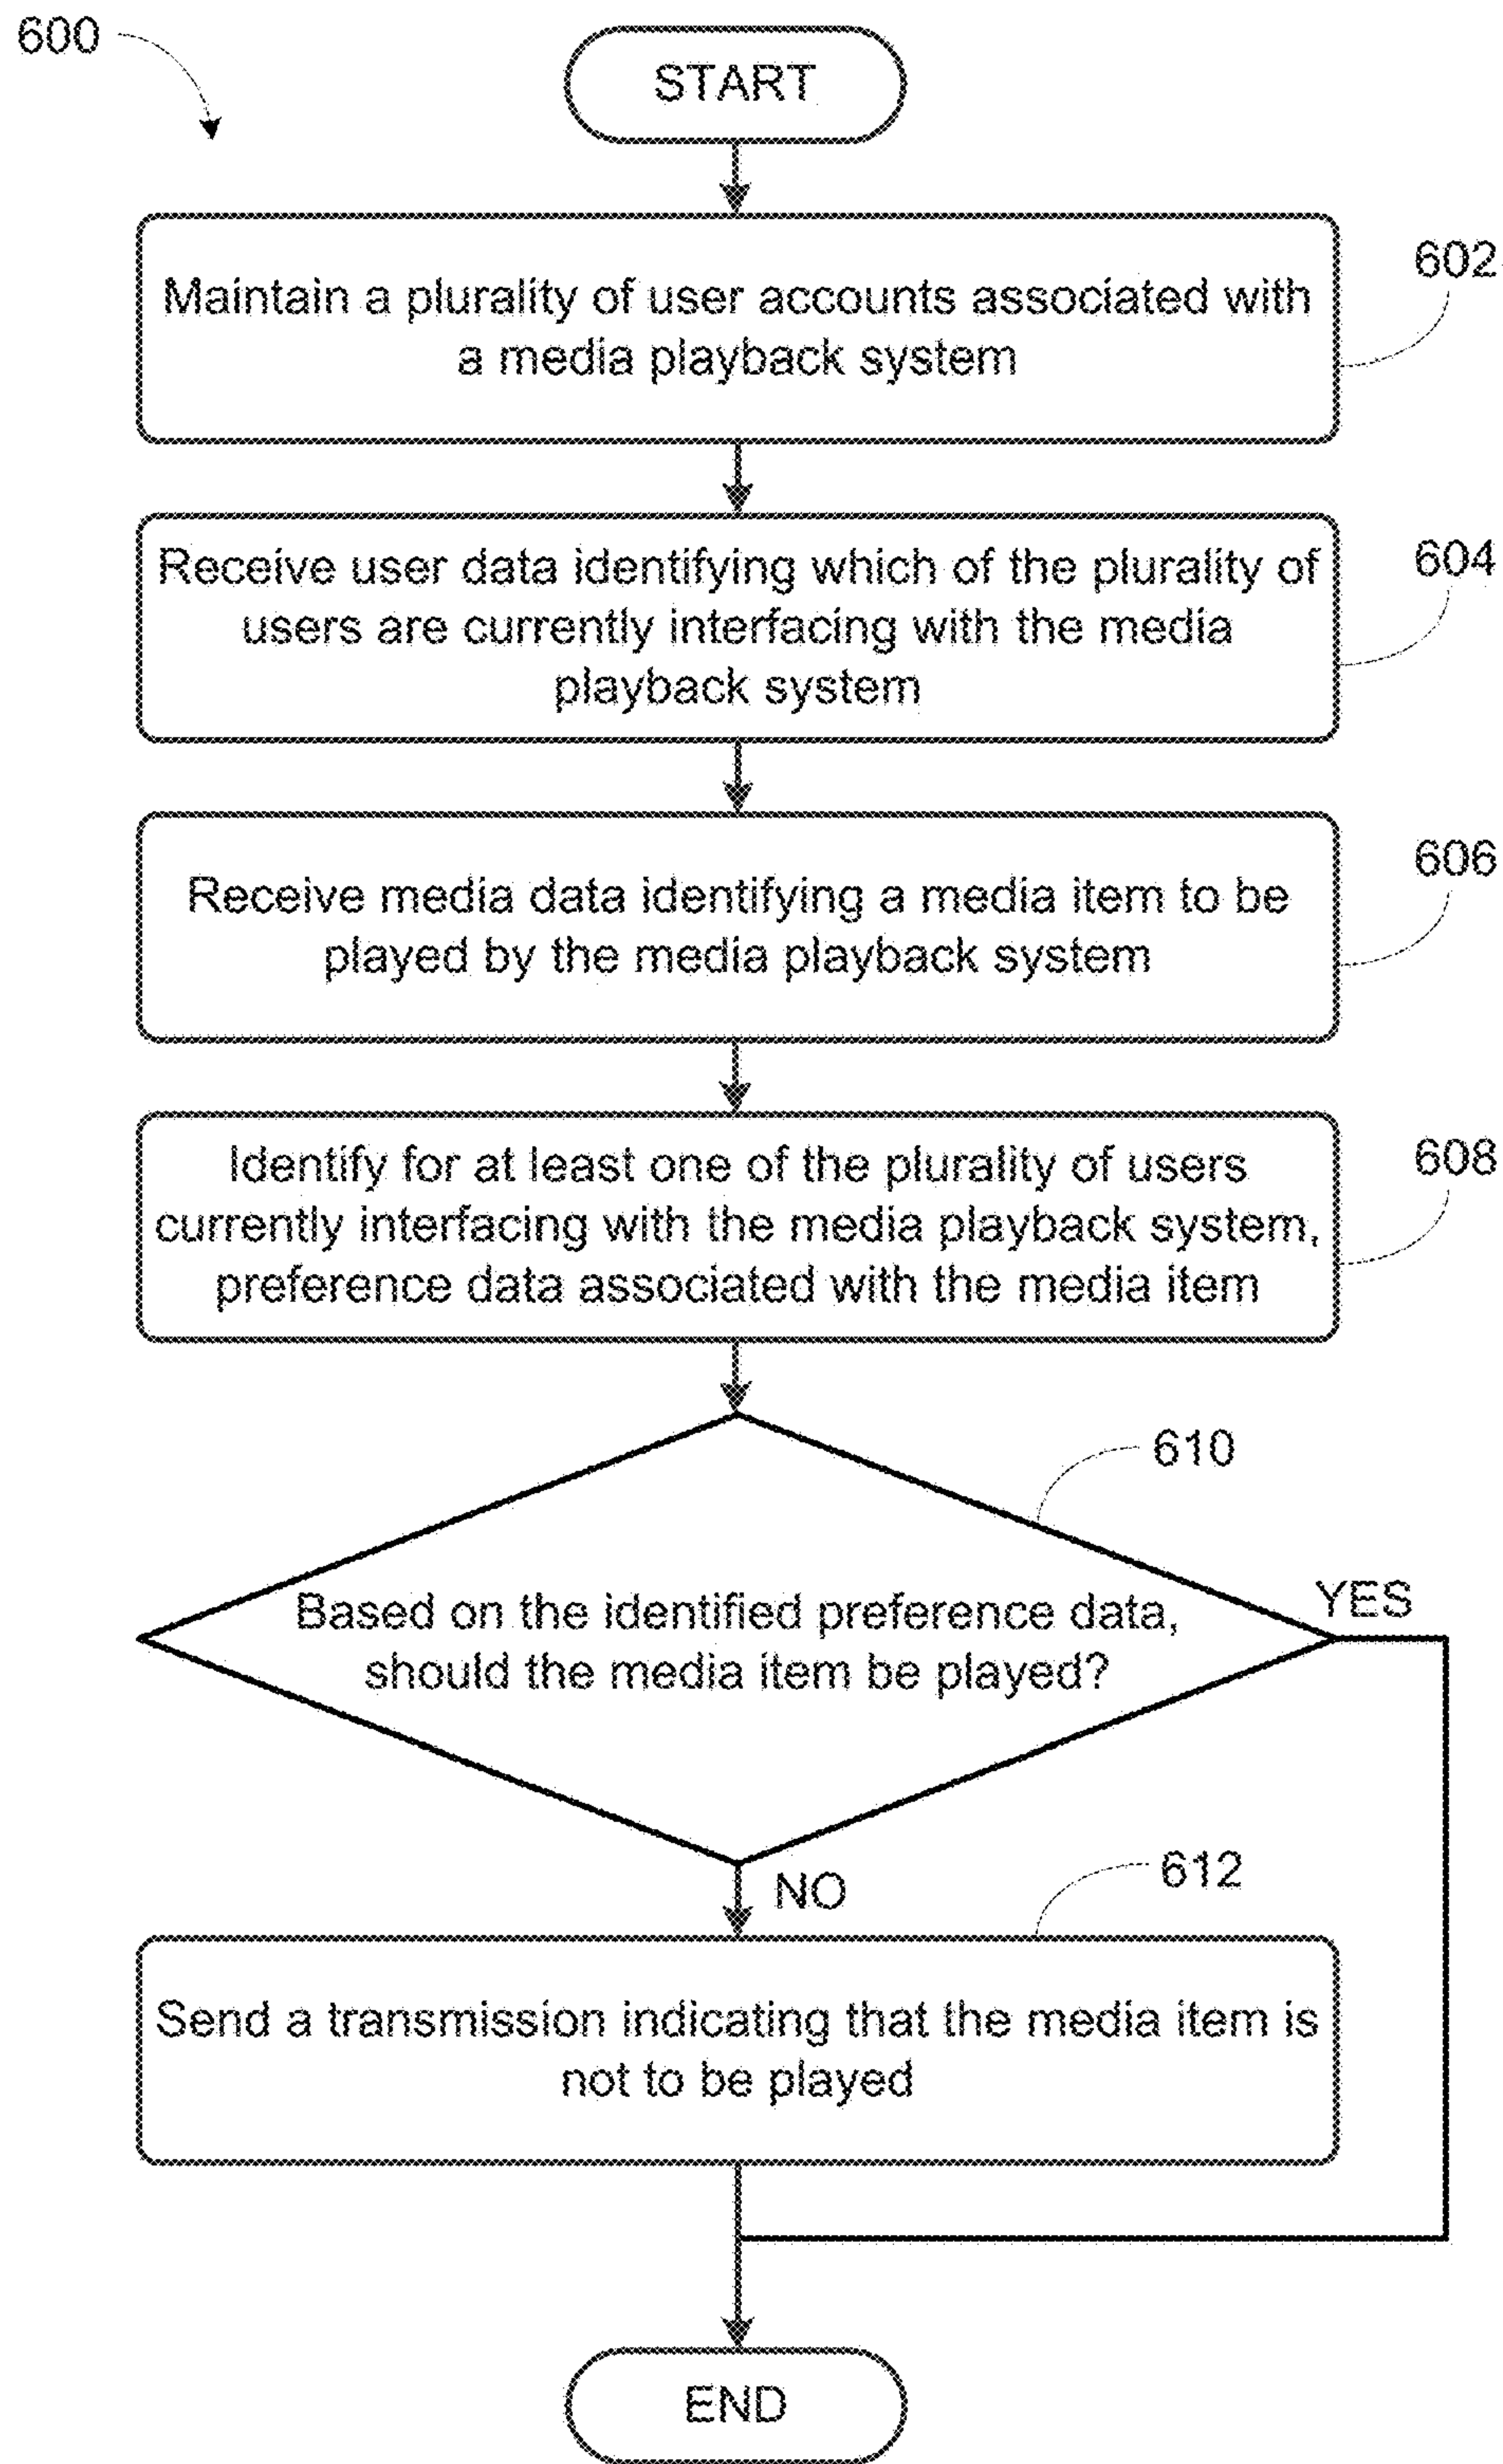 600
START
Maintain a plurality of user accounts associated with
a media playback system
602
Receive user data identifying which of the plurality of
users are currently interfacing with the media
playback system
604
Receive media data identifying a media item to be
played by the media playback system
606
Identify for at least one of the plurality of users
currently interfacing with the media playback system,
preference data associated with the media item
608
610
Based on the identified preference data,
should the media item be played?
YES
NO
612
Send a transmission indicating that the media item is
not to be played
END